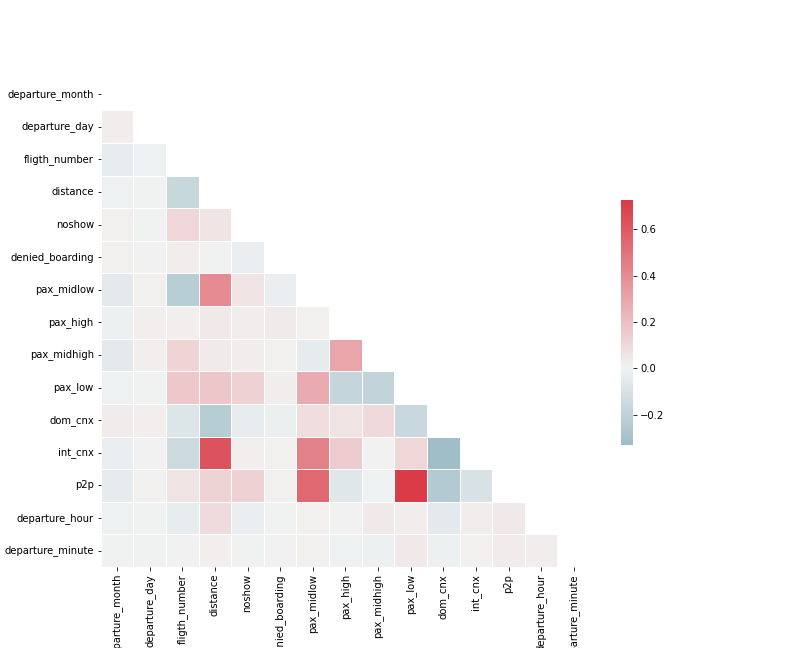 departure_month
departure_day
fligth_number
distance
noshow
denied_boarding
pax_midlow
pax_high
pax_midhigh
pax_low
dom_cnx
int_cnx
p2p
departure_hour
departure_minute
parture_month
departure_day
fligth_number
distance
noshow
nied_boarding
pax_midlow
pax_high
pax_midhigh
pax_low
dom_cnx
int_cnx
p2p
departure_hour
arture_minute
0.6
0.4
0.2
0.0
−0.2